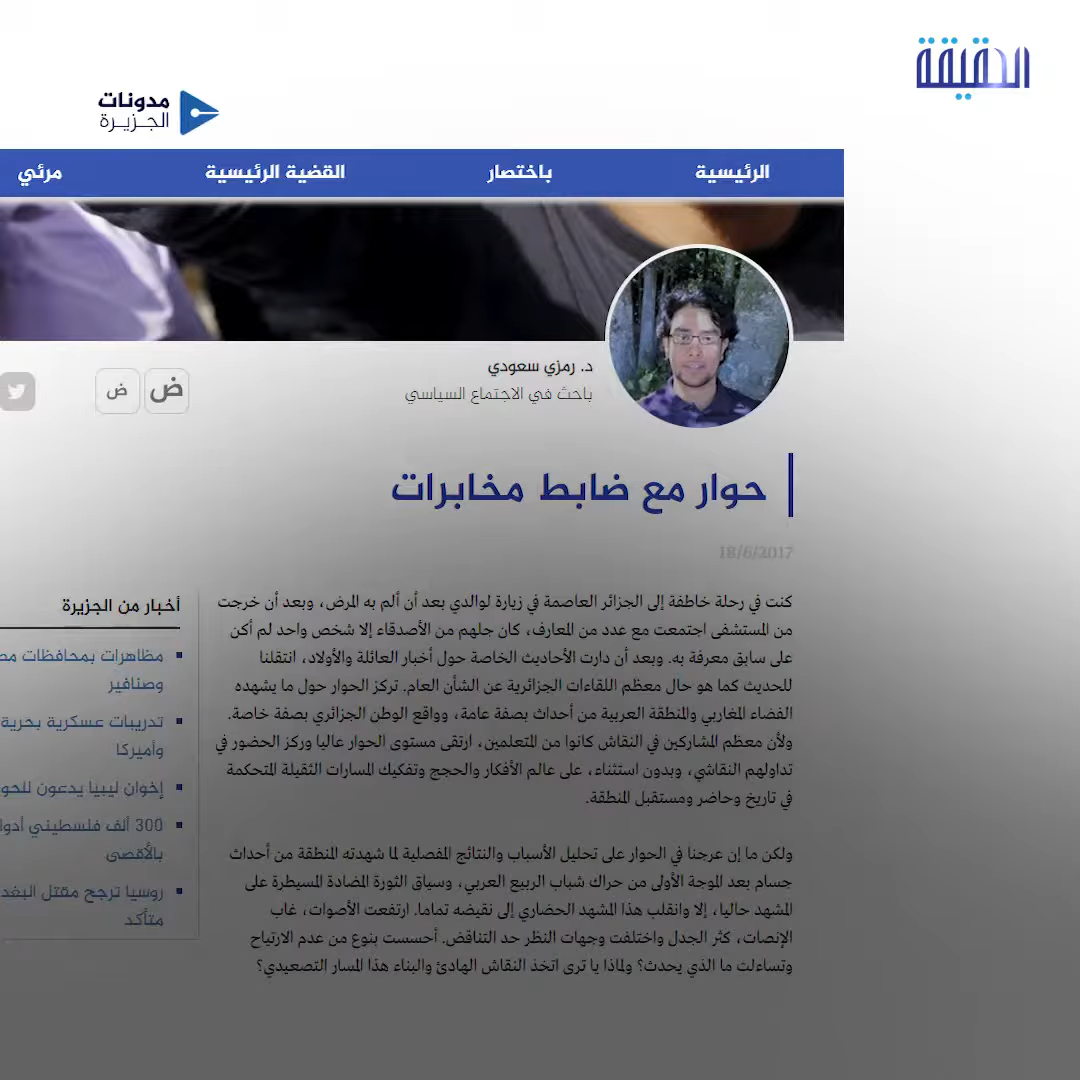 الحقيقة
مدونات
الجزيرة
الرئيسية باختصار القضية الرئيسية مرئي
د. رمزي سعودي
باحث في الاجتماع السياسي
ض ض
حوار مع ضابط مخابرات
18/6/2017
كنت في رحلة خاطفة إلى الجزائر العاصمة في زيارة لوالدي بعد أن ألم به المرض، وبعد أن خرجت
من المستشفى اجتمعت مع عدد من المعارف، كان جلهم من الأصدقاء إلا شخص واحد لم أكن
على سابق معرفة به. وبعد أن دارت الأحاديث الخاصة حول أخبار العائلة والأولاد، انتقلنا
للحديث كما هو حال معظم اللقاءات الجزائرية عن الشأن العام. تركز الحوار حول ما يشهده
الفضاء المغاربي والمنطقة العربية من أحداث بصفة عامة، وواقع الوطن الجزائري بصفة خاصة.
ولأن معظم المشاركين في النقاش كانوا من المتعلمين، ارتقى مستوى الحوار عاليا وركز الحضور في
تداولهم النقاشي، وبدون استثناء، على عالم الأفكار والحجج وتفكيك المسارات الثقيلة المتحكمة
في تاريخ وحاضر ومستقبل المنطقة.
ولكن ما إن عرجنا في الحوار على تحليل الأسباب والنتائج المفصلية لما شهدته المنطقة من أحداث
جسام بعد الموجة الأولى من حراك شباب الربيع العربي، وسياق الثورة المضادة المسيطرة على
المشهد حاليا، إلا وانقلب هذا المشهد الحضاري إلى نقيضه تماما. ارتفعت الأصوات، غاب
الإنصات، كثر الجدل واختلفت وجهات النظر حد التناقض. أحسست بنوع من عدم الارتياح
وتساءلت ما الذي يحدث؟ ولماذا يا ترى اتخذ النقاش الهادئ والبناء هذا المسار التصعيدي؟
أخبار من الجزيرة
مظاهرات بمحافظات
وصنافير
تدريبات عسكرية بحرية
وأميركا
إخوان ليبيا يدعون
300 ألف فلسطيني
بالأقصى
روسيا ترجح مقتل
متأكد